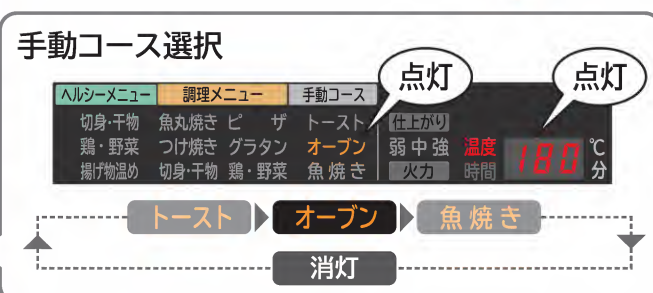 手動コース選択
点灯
点灯
ヘルシーメニュー 調理メニュー 手動コース
切身・干物 魚丸焼き ピザ トースト 仕上がり
鶏・野菜 つけ焼き グラタン オーブン 弱 中 強 温度 180 ℃
揚げ物温め 切身・干物 鶏・野菜 魚焼き 火力 時間 分
トースト オーブン 魚焼き
消灯